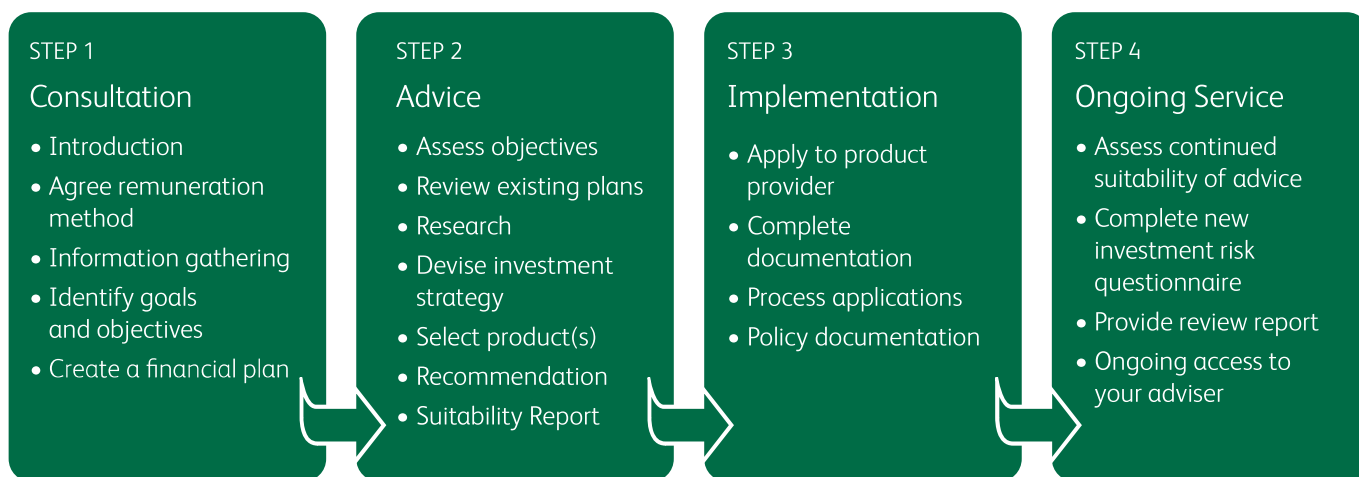 STEP 1
Consultation
• Introduction
• Agree remuneration
method
• Information gathering
• Identify goals
and objectives
• Create a financial plan
STEP 2
Advice
• Assess objectives
• Review existing plans
• Research
• Devise investment
strategy
• Select product(s)
• Recommendation
• Suitability Report
STEP 3
Implementation
• Apply to product
provider
• Complete
documentation
• Process applications
• Policy documentation
STEP 4
Ongoing Service
• Assess continued
suitability of advice
• Complete new
investment risk
questionnaire
• Provide review report
• Ongoing access to
your adviser